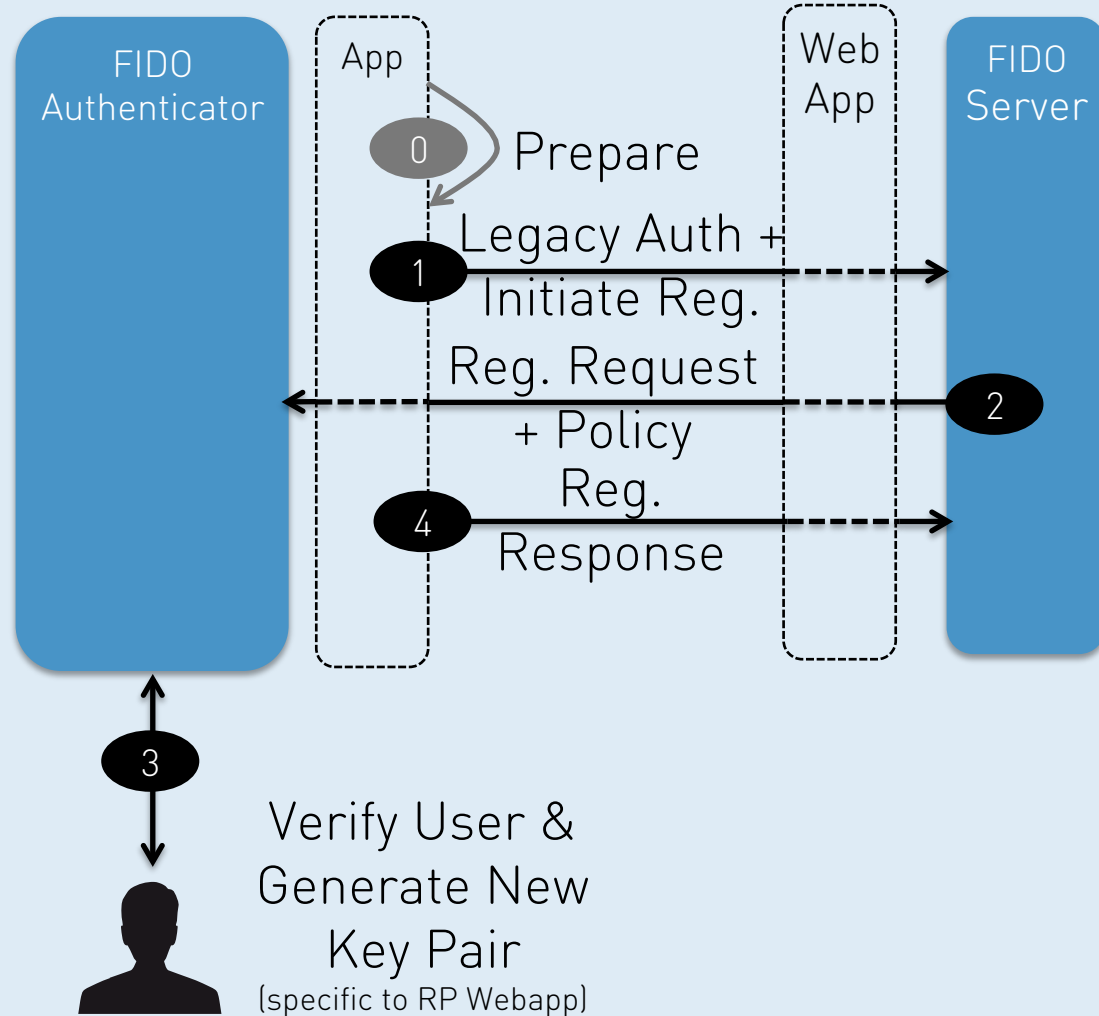 FIDO
Authenticator
App
Web
App
FIDO
Server
0
Prepare
1
Legacy Auth +
Initiate Reg.
Reg. Request
+ Policy
2
Reg.
Response
4
3
Verify User &
Generate New
Key Pair
(specific to RP Webapp)